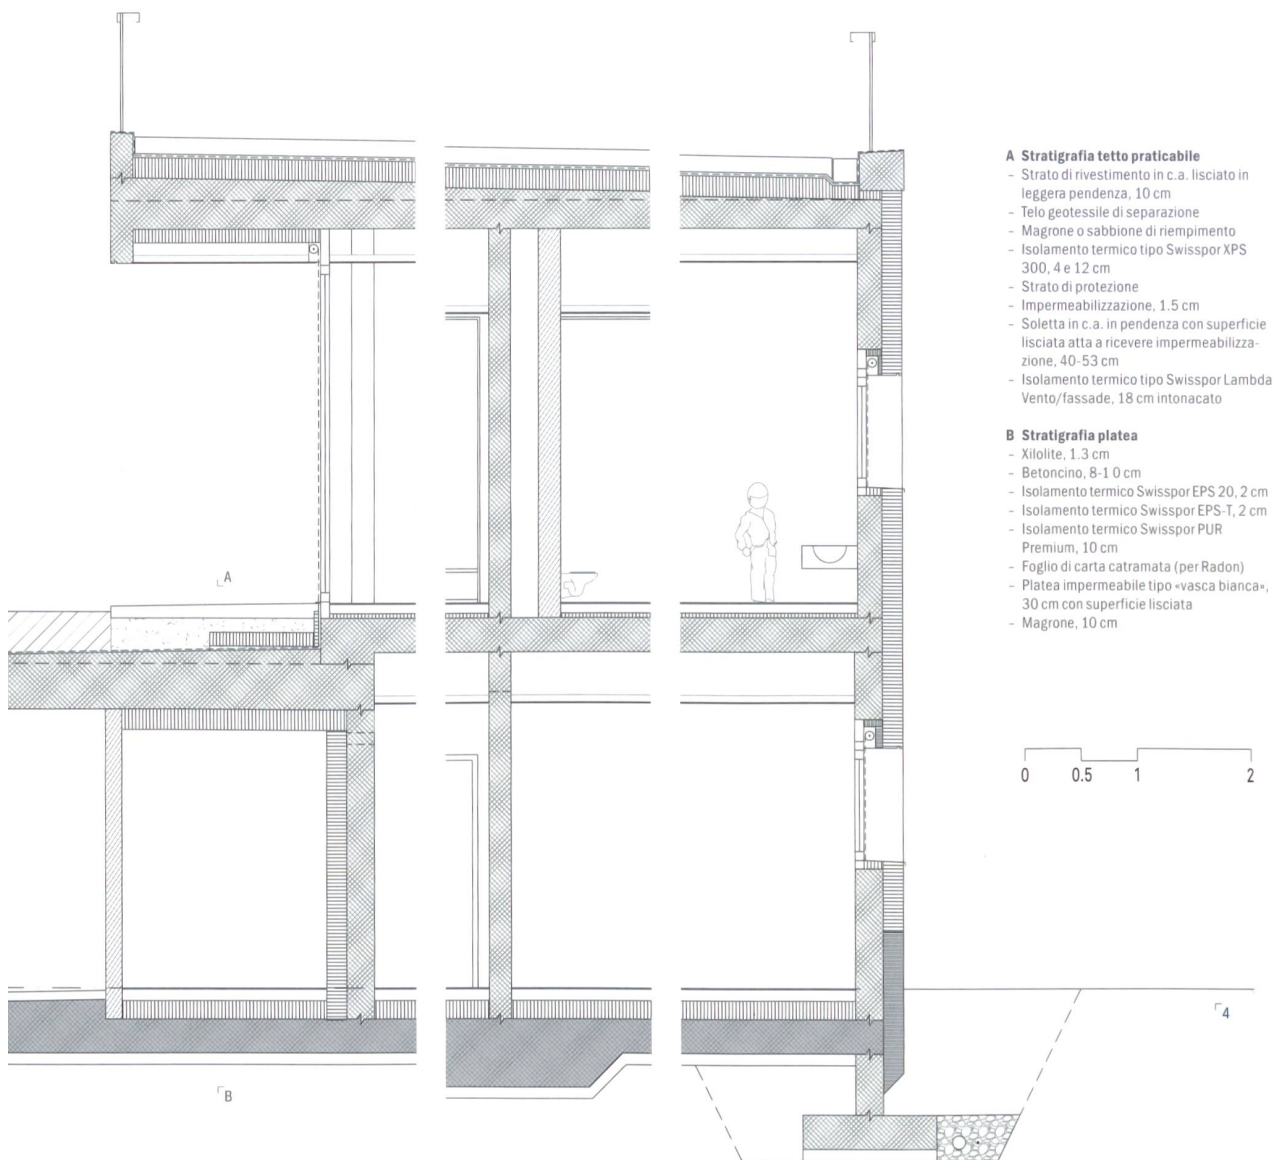 A Stratigrafia tetto praticabile
- Strato di rivestimento in c.a. lisciato in
leggera pendenza, 10 cm
- Telo geotessile di separazione
- Magrone o sabbione di riempimento
- Isolamento termico tipo Swisspor XPS
300, 4 e 12 cm
- Strato di protezione
- Impermeabilizzazione, 1.5 cm
- Soletta in c.a. in pendenza con superficie
lisciata atta a ricevere impermeabilizza-
zione, 40-53 cm
- Isolamento termico tipo Swisspor Lambda
Vento/fassade, 18 cm intonacato
B Stratigrafia platea
- Xilolite, 1.3 cm
- Betoncino, 8-1 0 cm
- Isolamento termico Swisspor EPS 20, 2 cm
- Isolamento termico Swisspor EPS-T, 2 cm
- Isolamento termico Swisspor PUR
Premium, 10 cm
- Foglio di carta catramata (per Radon)
- Platea impermeabile tipo «vasca bianca»,
30 cm con superficie lisciata
- Magrone, 10 cm
A
0 0.5 1 2
4
B